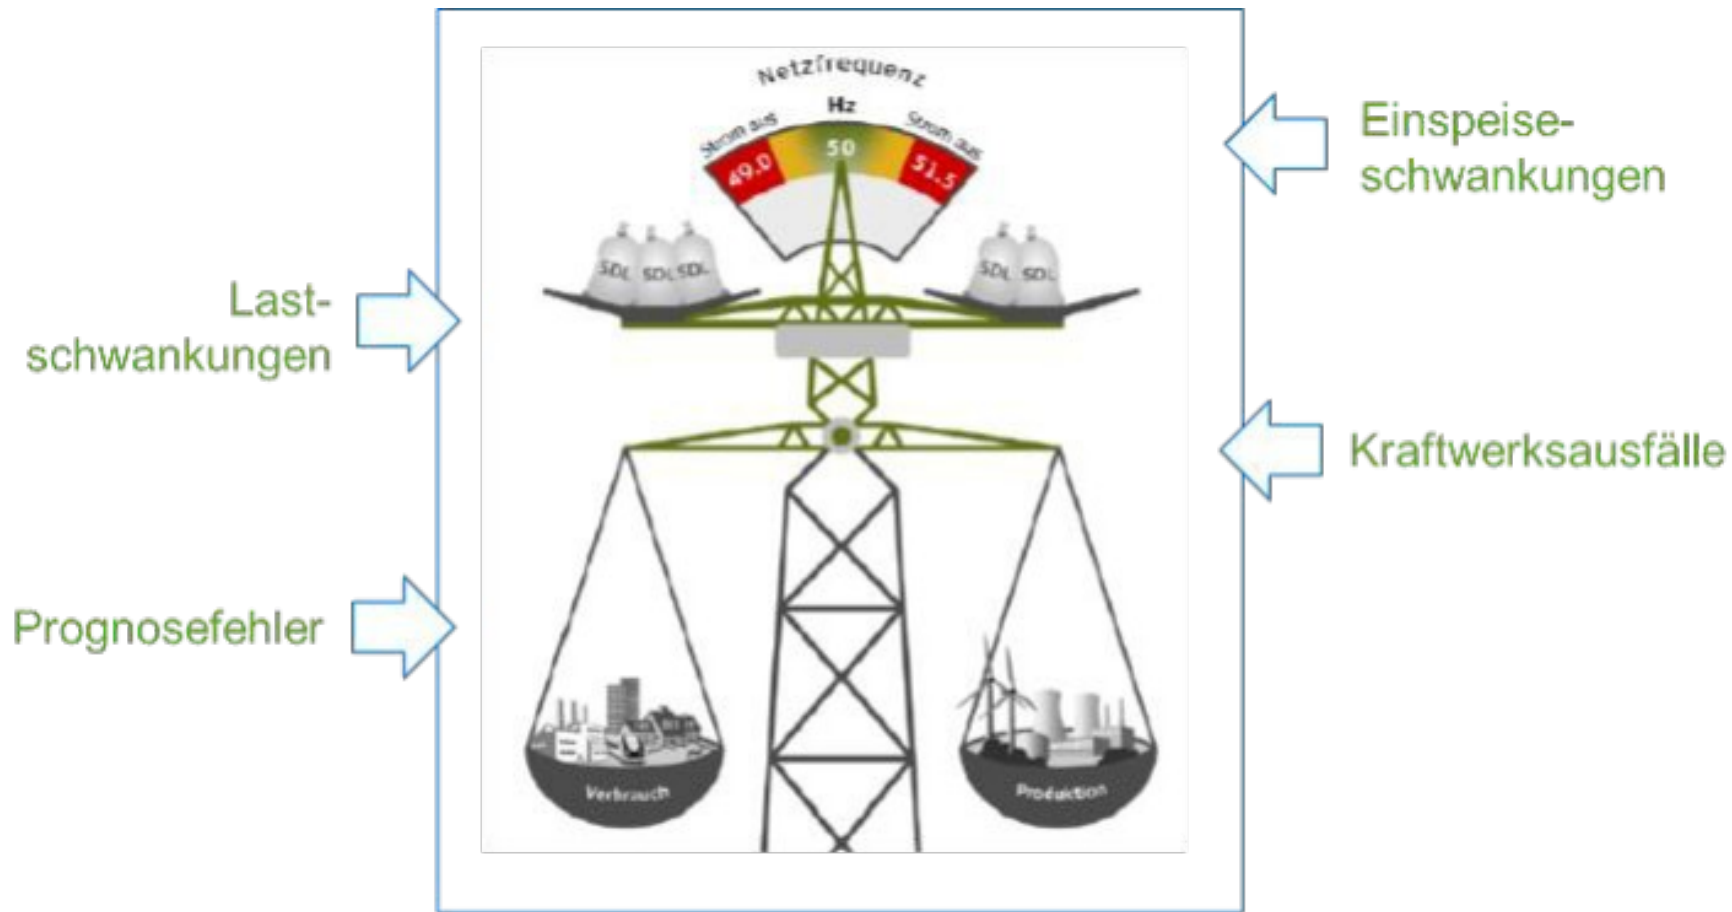 Netzfrequenz
Hz
Strom aus
Strom aus
49.0
50
51.5
Einspeise-
schwankungen
SDL
SDL
SDL
SDL
SDL
Last-
schwankungen
Kraftwerksausfälle
Prognosefehler
Verbrauch
Produktion